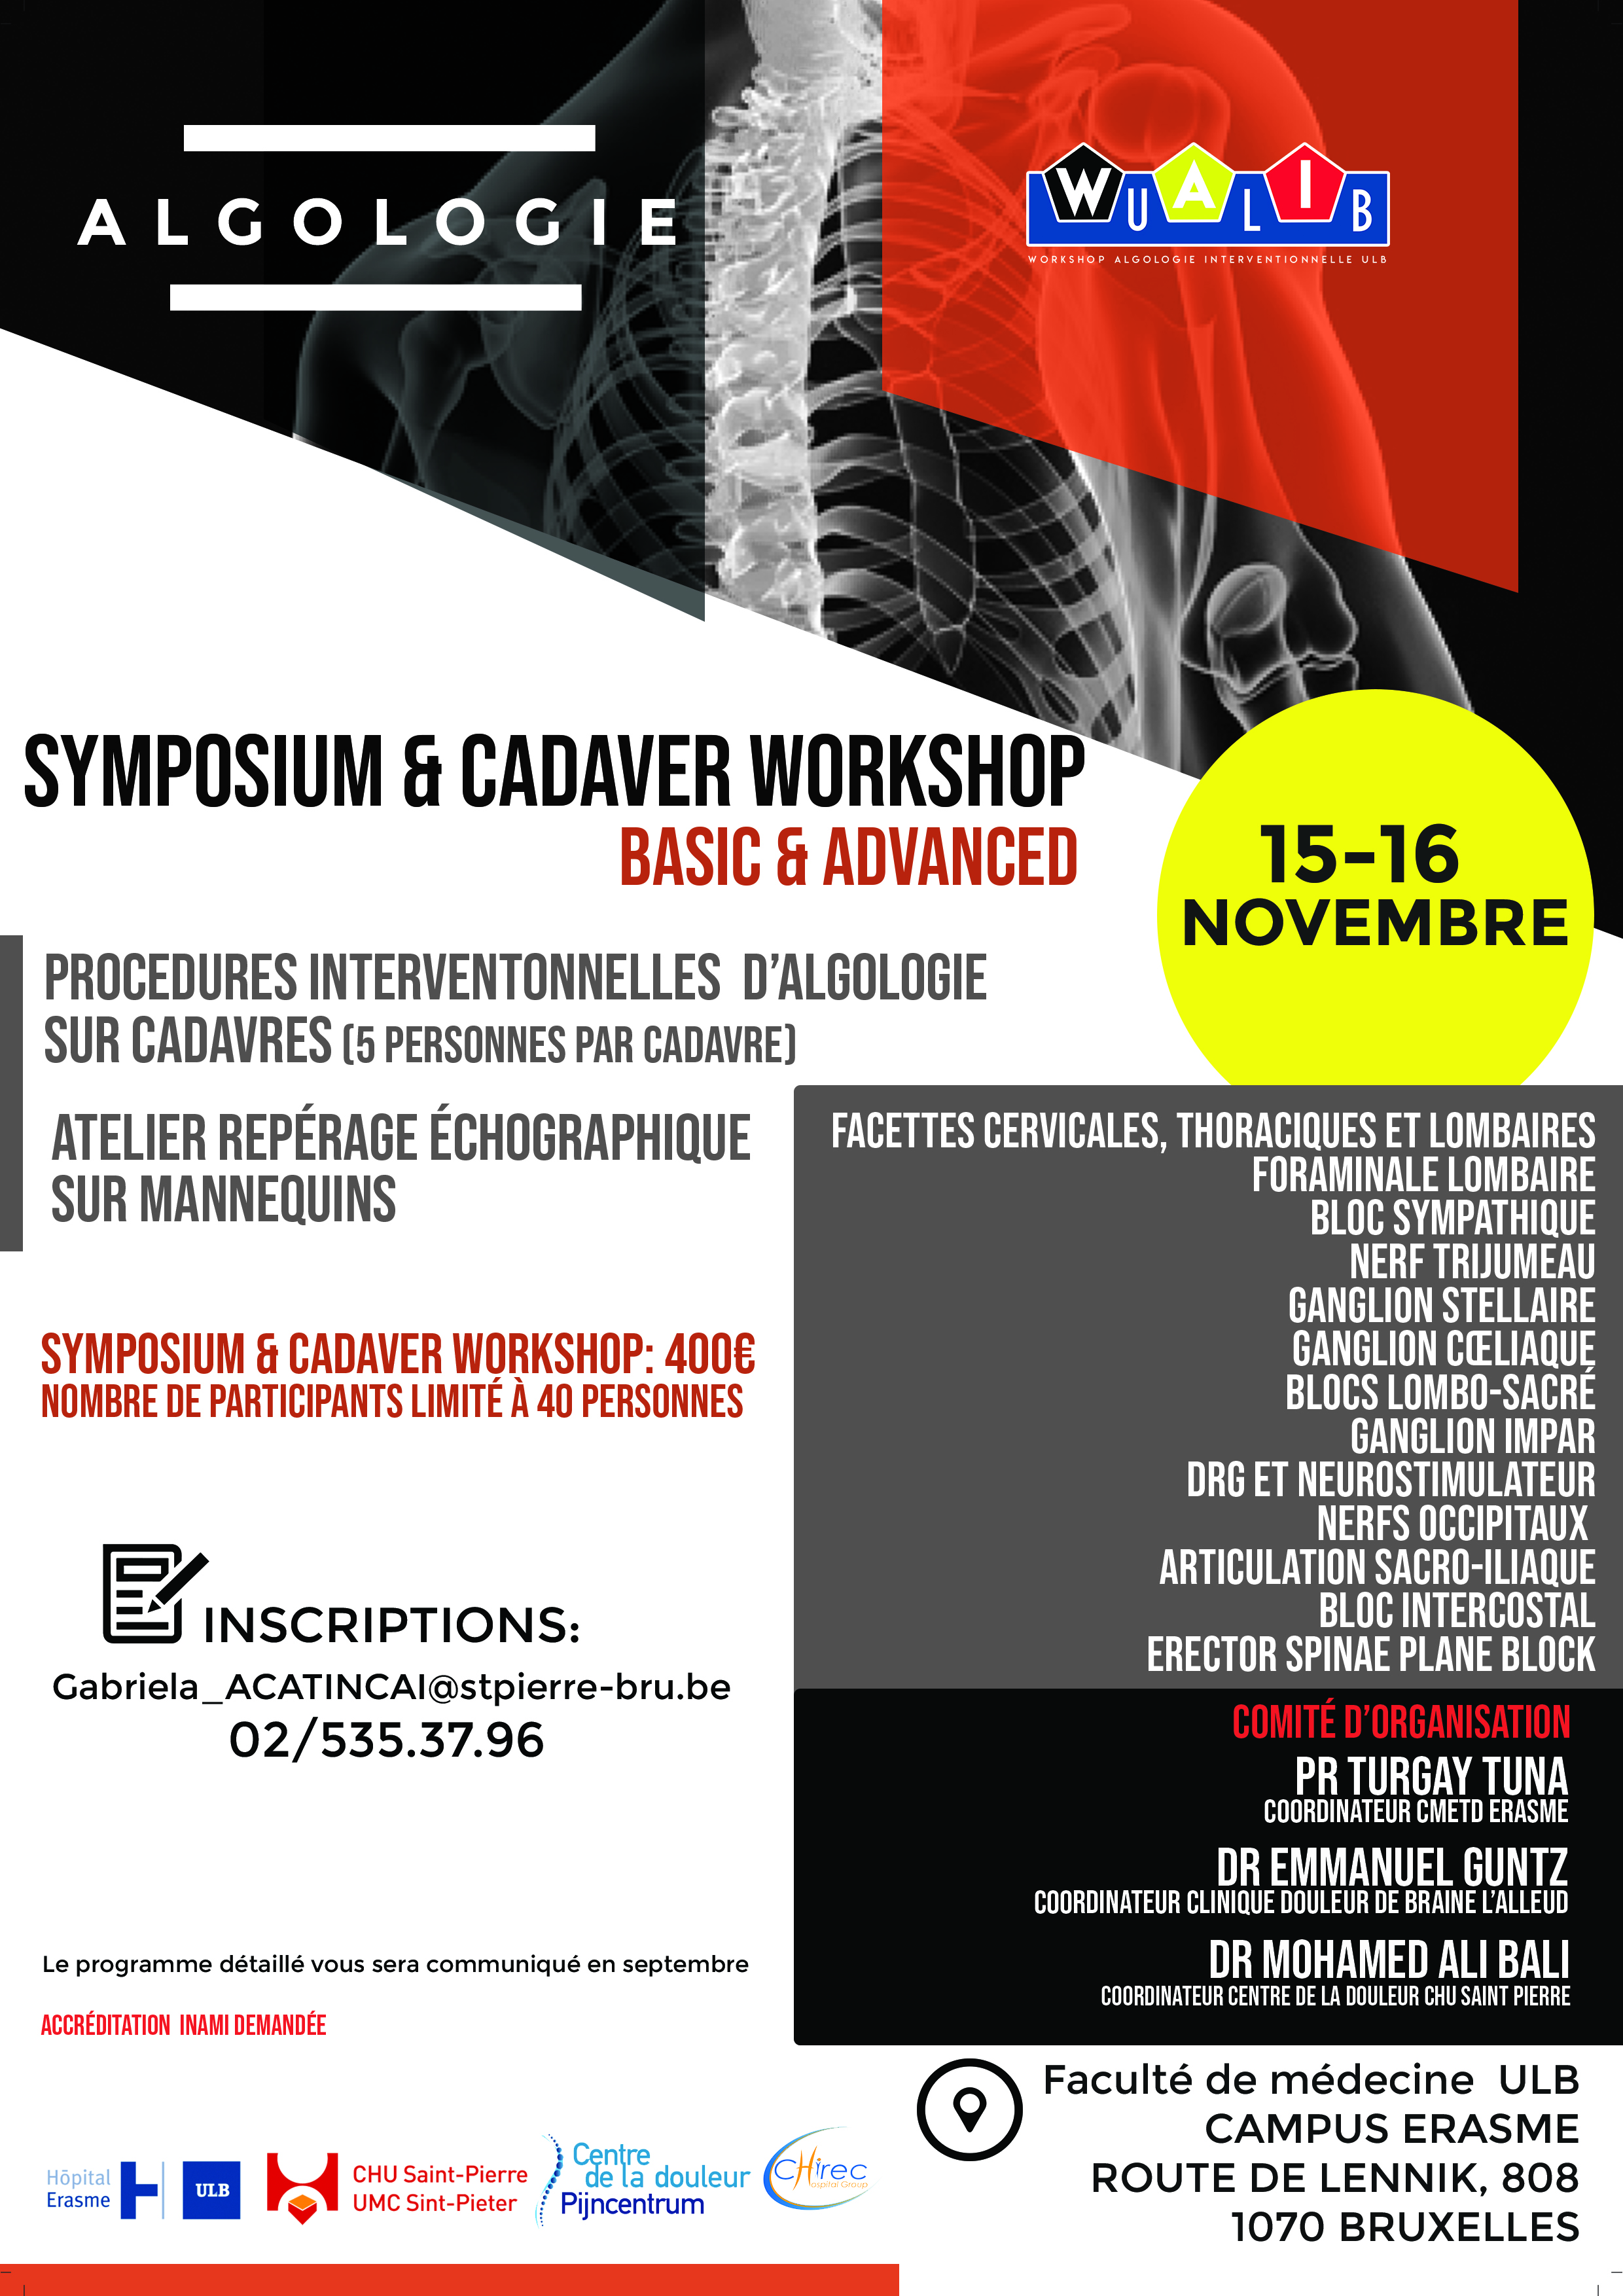 ALGOLOGIE
WUALIB
WORKSHOP ALGOLOGIE INTERVENTIONNELLE ULB
SYMPOSIUM & CADAVER WORKSHOP
BASIC & ADVANCED
15-16
NOVEMBRE
PROCEDURES INTERVENTONNELLES D'ALGOLOGIE
SUR CADAVRES (5 PERSONNES PAR CADAVRE)
ATELIER REPÉRAGE ÉCHOGRAPHIQUE
SUR MANNEQUINS
SYMPOSIUM & CADAVER WORKSHOP: 400€
NOMBRE DE PARTICIPANTS LIMITÉ À 40 PERSONNES
FACETTES CERVICALES, THORACIQUES ET LOMBAIRES
FORAMINALE LOMBAIRE
BLOC SYMPATHIQUE
NERF TRIJUMEAU
GANGLION STELLAIRE
GANGLION CŒLIAQUE
BLOCS LOMBO-SACRÉ
GANGLION IMPAR
DRG ET NEUROSTIMULATEUR
NERFS OCCIPITAUX
ARTICULATION SACRO-ILIAQUE
BLOC INTERCOSTAL
ERECTOR SPINAE PLANE BLOCK
INSCRIPTIONS:
Gabriela_ACATINCAI@stpierre-bru.be
02/535.37.96
COMITÉ D'ORGANISATION
PR TURGAY TUNA
COORDINATEUR CMETD ERASME
DR EMMANUEL GUNTZ
COORDINATEUR CLINIQUE DOULEUR DE BRAINE L'ALLEUD
DR MOHAMED ALI BALI
COORDINATEUR CENTRE DE LA DOULEUR CHU SAINT PIERRE
Le programme détaillé vous sera communiqué en septembre
ACCRÉDITATION INAMI DEMANDÉE
Faculté de médecine ULB
CAMPUS ERASME
ROUTE DE LENNIK, 808
1070 BRUXELLES
Hôpital
Erasme
ULB
CHU Saint-Pierre
UMC Sint-Pieter
Centre
de la douleur
Pijncentrum
CHirec
Hospital Group